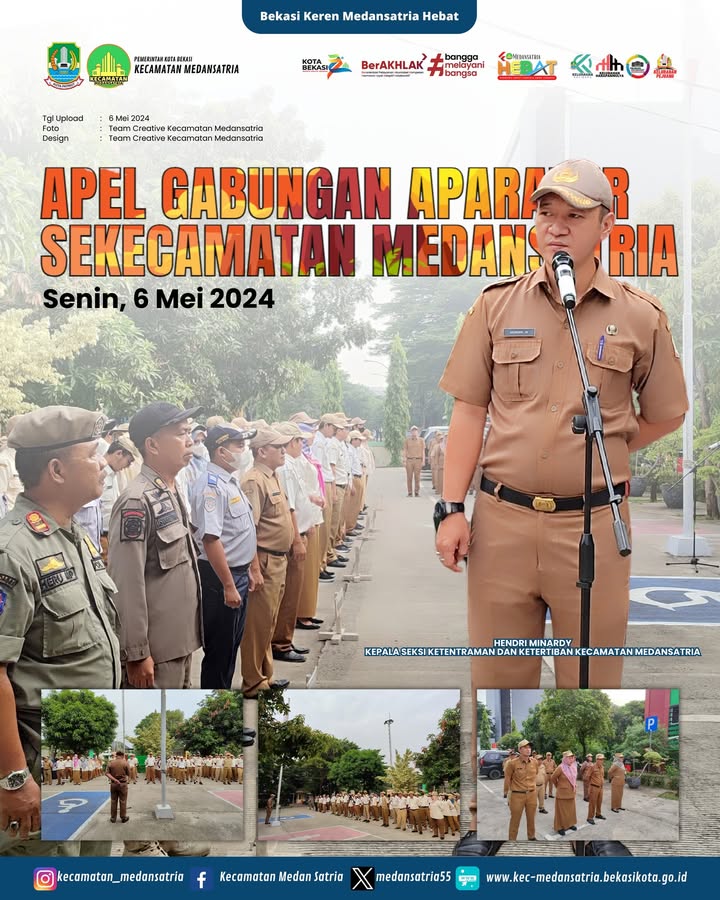 Bekasi Keren Medansatria Hebat
PEMERINTAH KOTA BEKASI
KECAMATAN MEDANSATRIA
KECAMATAN
MEDANSATRIA
KOTA
BEKASI
BerAKHLAK
#bangga
melayani
bangsa
MEDANSATRIA
HEBAT
Tgl Upload : 6 Mei 2024
Foto : Team Creative Kecamatan Medansatria
Design : Team Creative Kecamatan Medansatria
APEL GABUNGAN APARATUR
SEKECAMATAN MEDANSATRIA
Senin, 6 Mei 2024
HENDRI MINARDY
KEPALA SEKSI KETENTRAMAN DAN KETERTIBAN KECAMATAN MEDANSATRIA
P
kecamatan_medansatria
Kecamatan Medan Satria
medansatria55
www.kec-medansatria.bekasikota.go.id